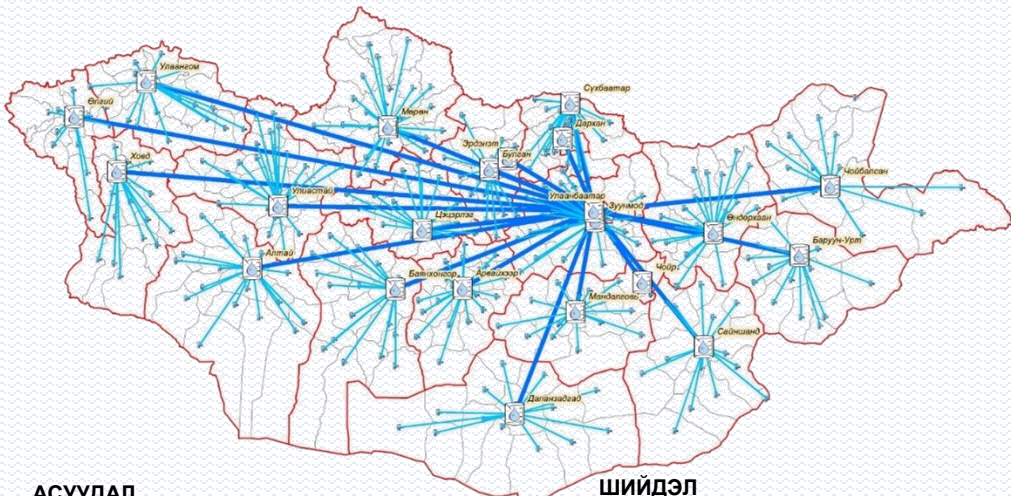 Улаангом
Өлгий
Сүхбаатар
Мөрөн
Дархан
Эрдэнэт
Булган
Ховд
Чойбалсан
Улиастай
Улаанбаатар
Зуунмод
Цэцэрлэг
Өндөрхаан
Баруун-Урт
Алтай
Баянхонгор
Арвайхээр
Чойр
Мандалговь
Сайншанд
Даланзадгад
АСУУДАЛ
ШИЙДЭЛ